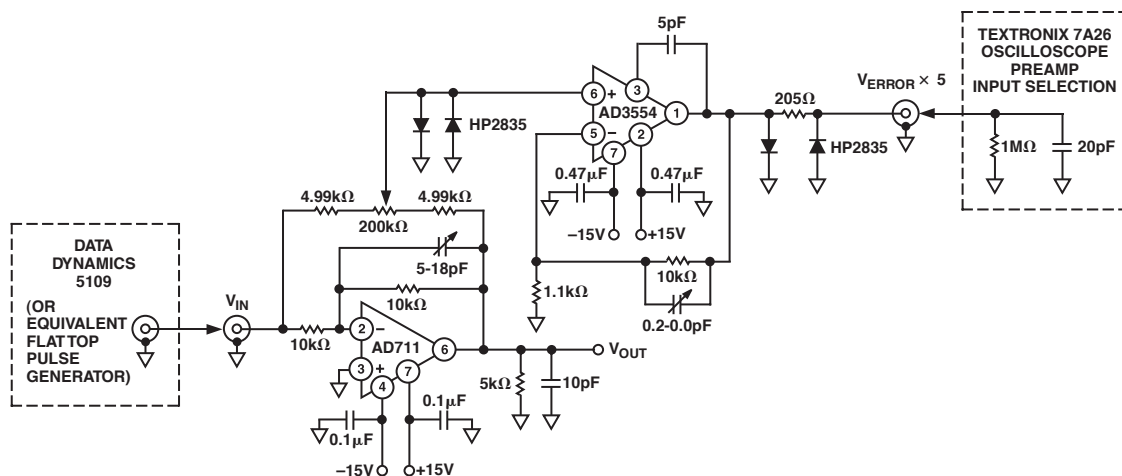 5pF
TEXTRONIX 7A26
OSCILLOSCOPE
PREAMP
INPUT SELECTION
VERROR × 5
6
+
3
AD3554
1
205Ω
5
−
2
7
HP2835
HP2835
1MΩ
20pF
0.47µF
0.47µF
4.99kΩ
4.99kΩ
200kΩ
–15V
+15V
DATA
DYNAMICS
5109
(OR
EQUIVALENT
FLAT TOP
PULSE
GENERATOR)
5-18pF
10kΩ
1.1kΩ
10kΩ
0.2-0.0pF
VIN
10kΩ
2
−
AD711
6
3
+
4
7
VOUT
5kΩ
10pF
0.1µF
0.1µF
–15V
+15V